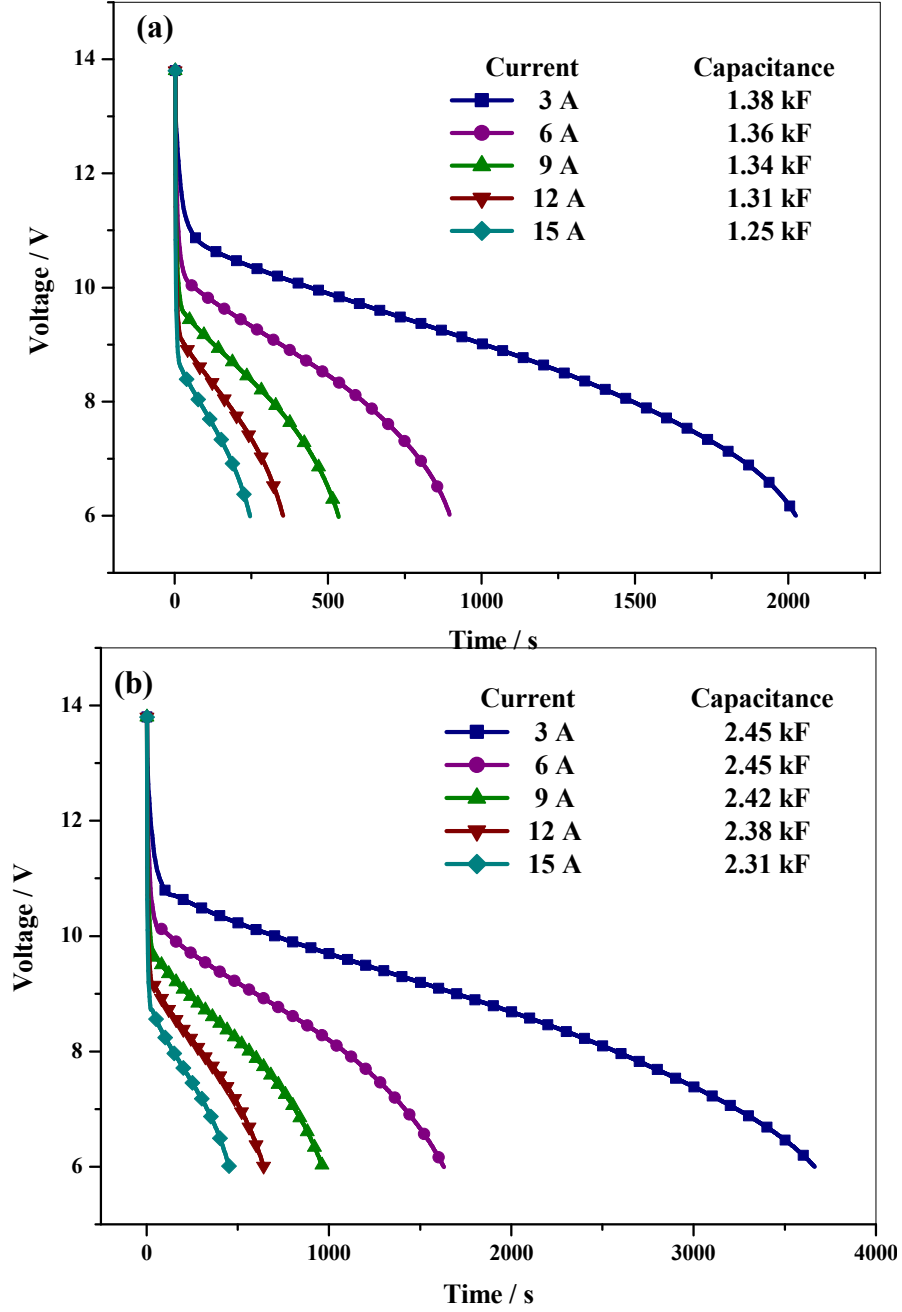 (a)
Current Capacitance
3 A 1.38 kF
6 A 1.36 kF
9 A 1.34 kF
12 A 1.31 kF
15 A 1.25 kF
14
12
10
8
6
Voltage / V
0 500 1000 1500 2000
Time / s
(b)
Current Capacitance
3 A 2.45 kF
6 A 2.45 kF
9 A 2.42 kF
12 A 2.38 kF
15 A 2.31 kF
14
12
10
8
6
Voltage / V
0 1000 2000 3000 4000
Time / s